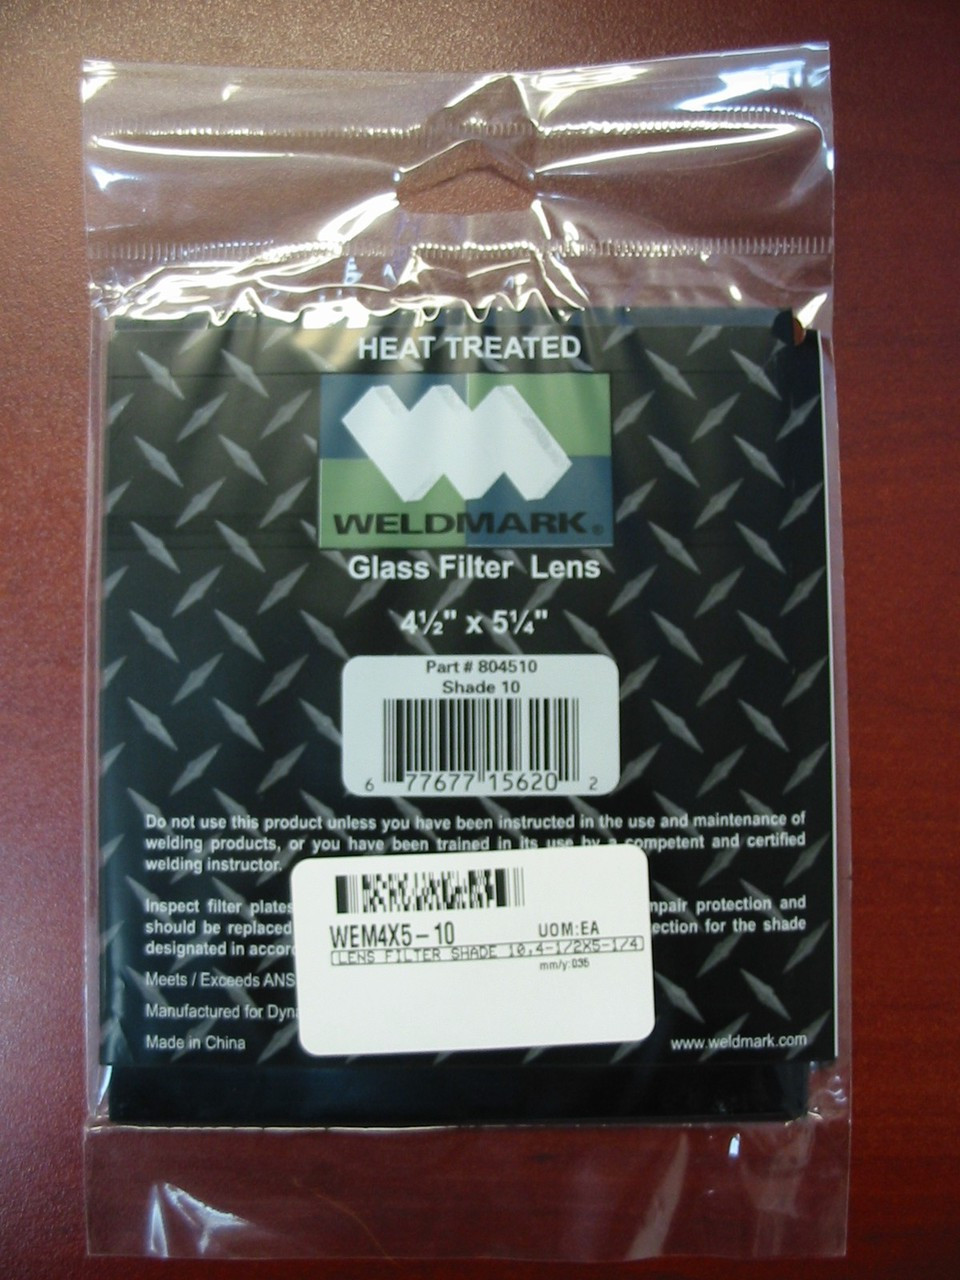 HEAT TREATED
WELDMARK®
Glass Filter Lens
4½" x 5¼"
Part # 804510
Shade 10
6 77677 15620 2
Do not use this product unless you have been instructed in the use and maintenance of
welding products, or you have been trained in its use by a competent and certified
welding instructor.
Inspect filter plates mpair protection and
should be replaced ection for the shade
designated in accor
Meets / Exceeds ANS
Manufactured for Dyna
Made in China
www.weldmark.com
WEM4X5-10 UOM:EA
LENS FILTER SHADE 10,4-1/2X5-1/4
mm/y: